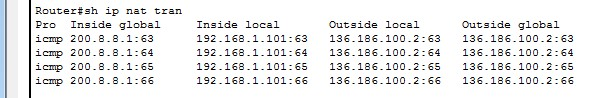 Router#sh ip nat tran
Pro  Inside global     Inside local       Outside local      Outside global
icmp 200.8.8.1:63      192.168.1.101:63   136.186.100.2:63   136.186.100.2:63
icmp 200.8.8.1:64      192.168.1.101:64   136.186.100.2:64   136.186.100.2:64
icmp 200.8.8.1:65      192.168.1.101:65   136.186.100.2:65   136.186.100.2:65
icmp 200.8.8.1:66      192.168.1.101:66   136.186.100.2:66   136.186.100.2:66